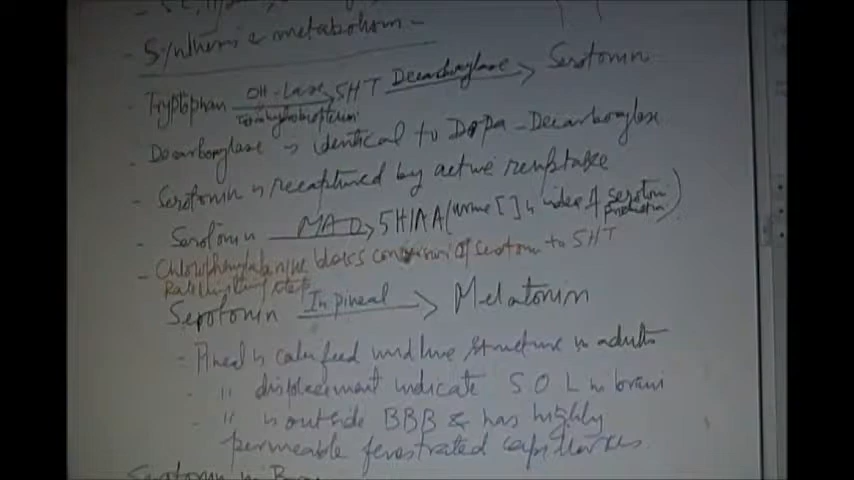 - Synthesis & metabolism -
- Tryptophan OH-Lase 5HT Decarboxylase Serotonin
Tetrahydrobiopterin
- Decarboxylase → identical to Dopa-Decarboxylase
- Serotonin is recaptured by active reuptake
- Serotonin MAO 5HIAA (urine [ ] is index of serotonin production)
- blocks conversion of serotonin to 5HT
Rate limiting step
Serotonin In pineal Melatonin
- Pineal is calcified midline structure in adults
- " displacement indicate SOL in brain
- " is outside BBB & has highly
permeable fenestrated capillaries
Serotonin in